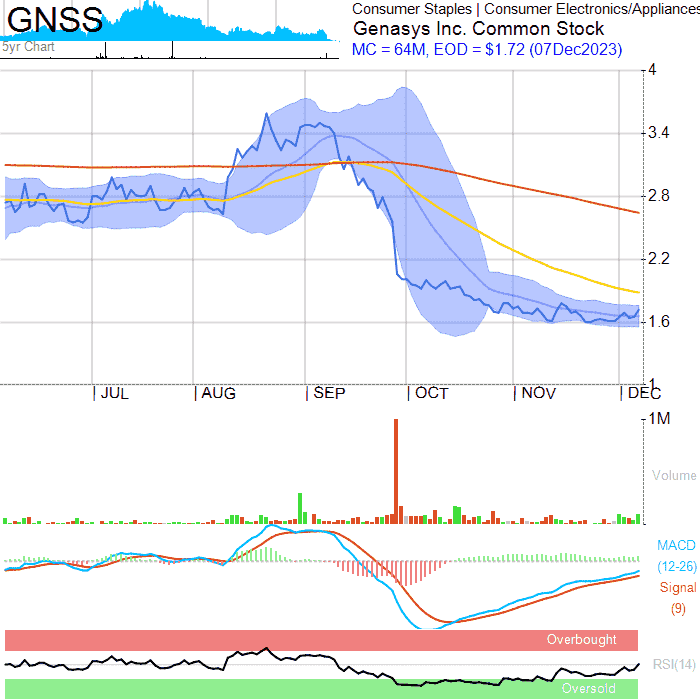 GNSS
5yr Chart
Consumer Staples | Consumer Electronics/Appliances
Genasys Inc. Common Stock
MC = 64M, EOD = $1.72 (07Dec2023)
4
3.4
2.8
2.2
1.6
1
JUL AUG SEP OCT NOV DEC
1M
Volume
MACD
(12-26)
Signal
(9)
Overbought
RSI(14)
Oversold